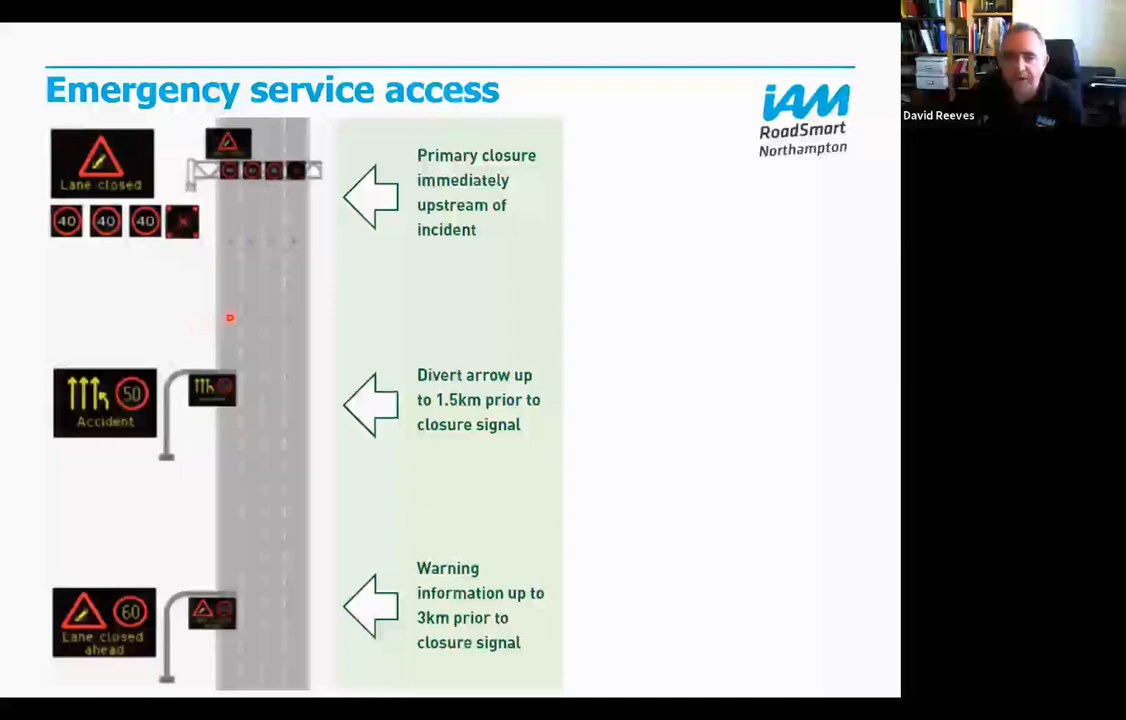 Emergency service access
iAM
RoadSmart
Northampton
David Reeves
iAM
Lane closed
40 40 40
Primary closure
immediately
upstream of
incident
50
Accident
Divert arrow up
to 1.5km prior to
closure signal
60
Lane closed
ahead
Warning
information up to
3km prior to
closure signal